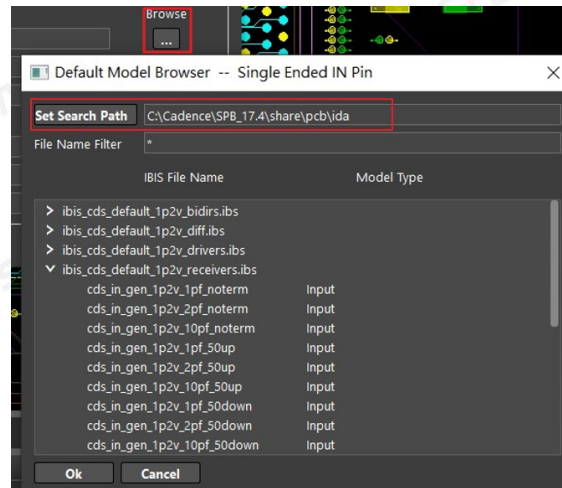 Browse
...
Default Model Browser -- Single Ended IN Pin
Set Search Path C:\Cadence\SPB_17.4\share\pcb\ida
File Name Filter *
IBIS File Name Model Type
ibis_cds_default_1p2v_bidirs.ibs
ibis_cds_default_1p2v_diff.ibs
ibis_cds_default_1p2v_drivers.ibs
ibis_cds_default_1p2v_receivers.ibs
cds_in_gen_1p2v_1pf_noterm Input
cds_in_gen_1p2v_2pf_noterm Input
cds_in_gen_1p2v_10pf_noterm Input
cds_in_gen_1p2v_1pf_50up Input
cds_in_gen_1p2v_2pf_50up Input
cds_in_gen_1p2v_10pf_50up Input
cds_in_gen_1p2v_1pf_50down Input
cds_in_gen_1p2v_2pf_50down Input
cds_in_gen_1p2v_10pf_50down Input
Ok Cancel